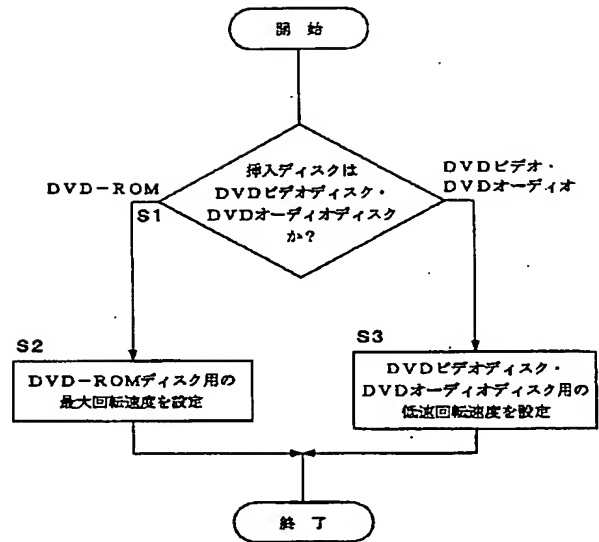 開 始
挿入ディスクは
DVDビデオディスク・
DVDオーディオディスク
か?
DVD-ROM
S1
DVDビデオ・
DVDオーディオ
S2
DVD-ROMディスク用の
最大回転速度を設定
S3
DVDビデオディスク・
DVDオーディオディスク用の
低速回転速度を設定
終 了